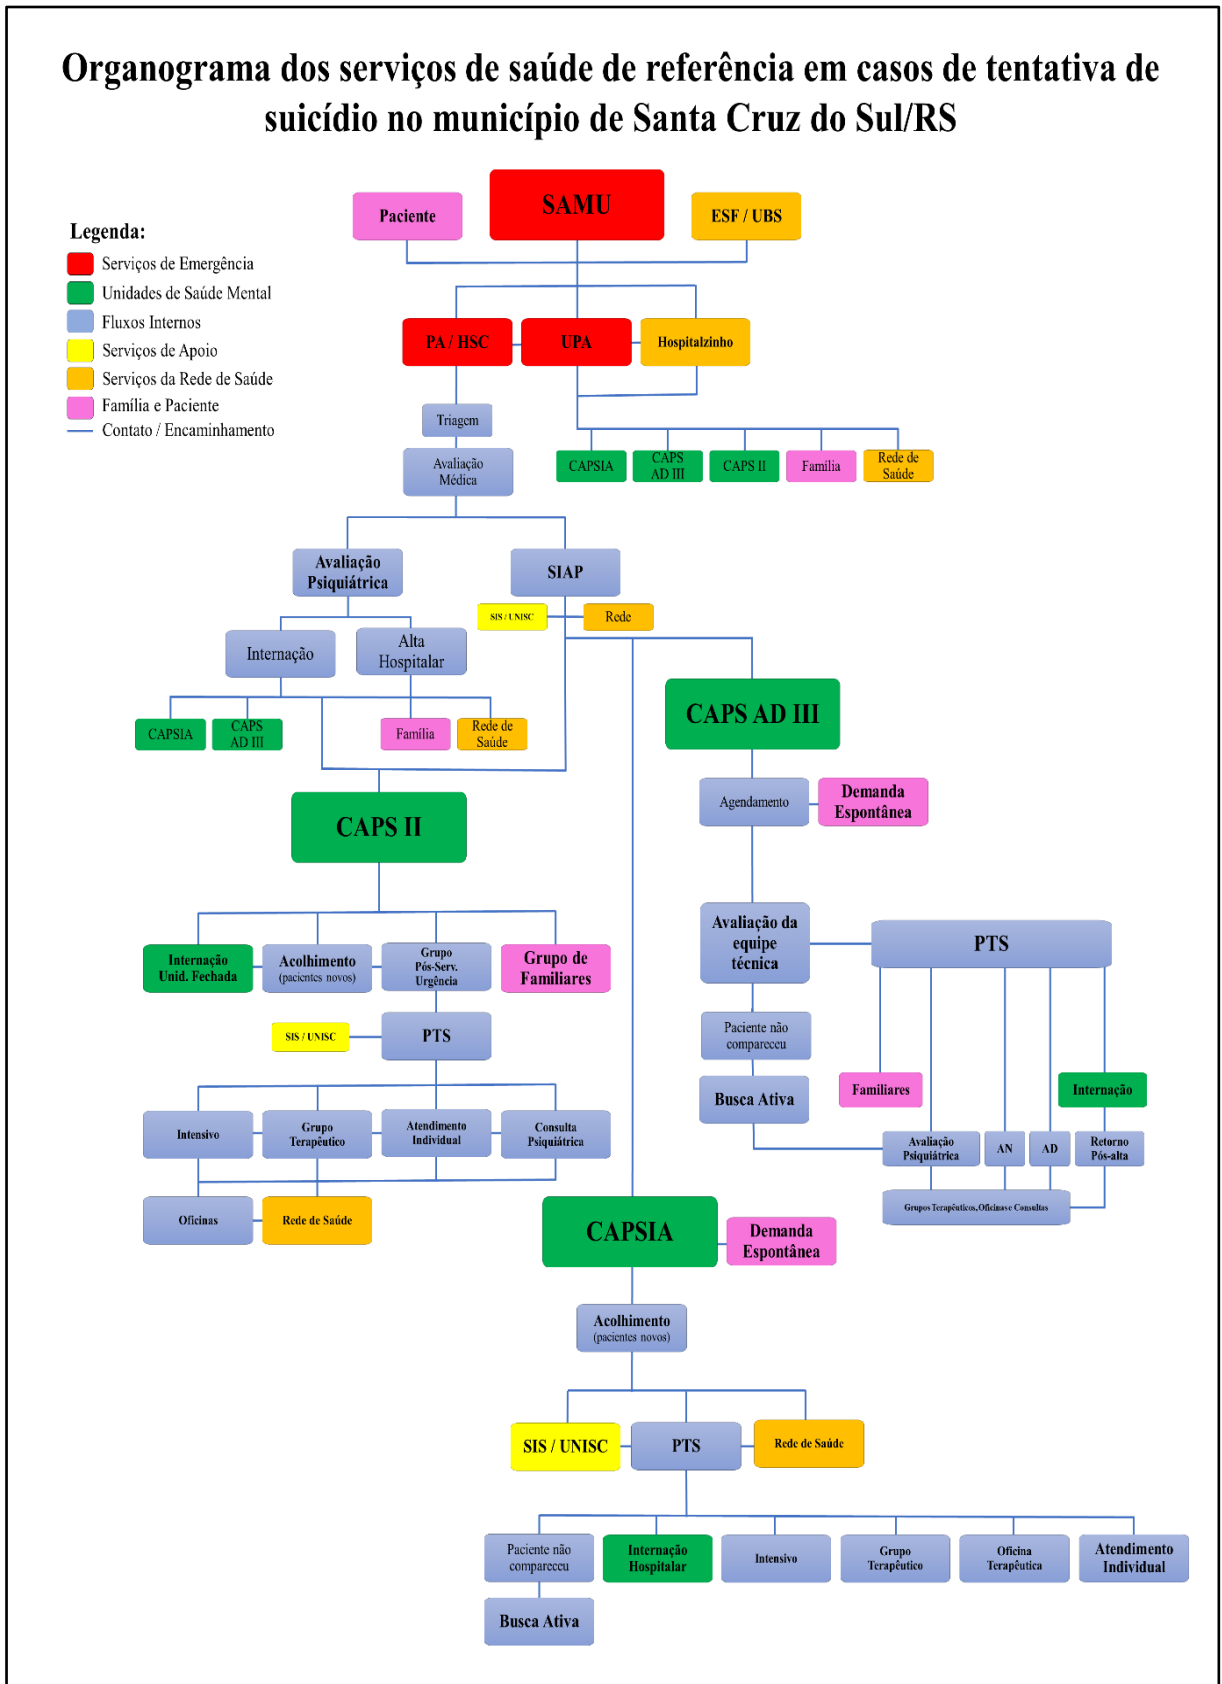 Organograma dos serviços de saúde de referência em casos de tentativa de
suicídio no município de Santa Cruz do Sul/RS
Legenda:
Serviços de Emergência
Unidades de Saúde Mental
Fluxos Internos
Serviços de Apoio
Serviços da Rede de Saúde
Família e Paciente
Contato / Encaminhamento
Paciente
SAMU
ESF / UBS
PA / HSC
UPA
Hospitalzinho
Triagem
Avaliação
Médica
CAPSIA
CAPS
AD III
CAPS II
Família
Rede de
Saúde
Avaliação
Psiquiátrica
SIAP
SIS / UNISC
Rede
Internação
Alta
Hospitalar
CAPSIA
CAPS
AD III
Família
Rede de
Saúde
CAPS AD III
Agendamento
Demanda
Espontânea
CAPS II
Avaliação da
equipe
técnica
PTS
Internação
Unid. Fechada
Acolhimento
(pacientes novos)
Grupo
Pós-Serv.
Urgência
Grupo de
Familiares
SIS / UNISC
PTS
Paciente não
compareceu
Busca Ativa
Familiares
Internação
Intensivo
Grupo
Terapêutico
Atendimento
Individual
Consulta
Psiquiátrica
Avaliação
Psiquiátrica
AN
AD
Retorno
Pós-alta
Oficinas
Rede de Saúde
Grupos Terapêuticos, Oficinas e Consultas
CAPSIA
Demanda
Espontânea
Acolhimento
(pacientes novos)
SIS / UNISC
PTS
Rede de Saúde
Paciente não
compareceu
Internação
Hospitalar
Intensivo
Grupo
Terapêutico
Oficina
Terapêutica
Atendimento
Individual
Busca Ativa